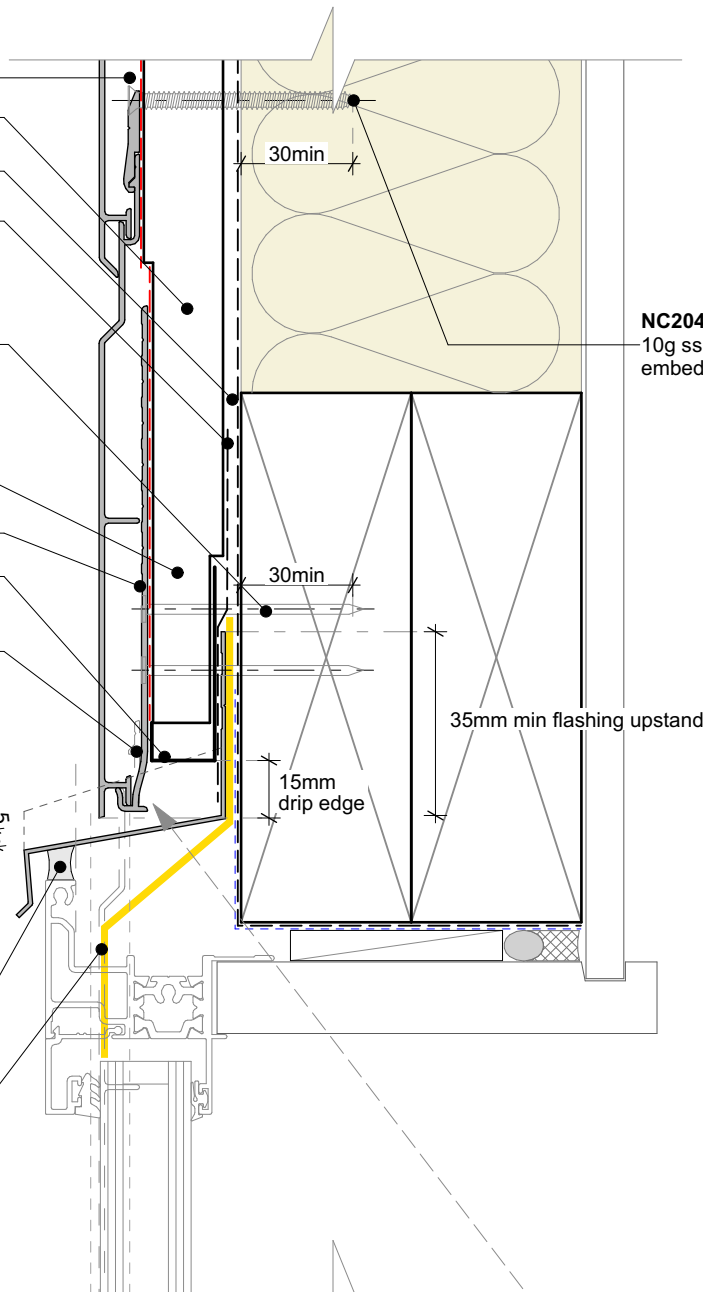 30min
NC204
10g ss
embed
30min
35mm min flashing upstand
15mm
drip edge